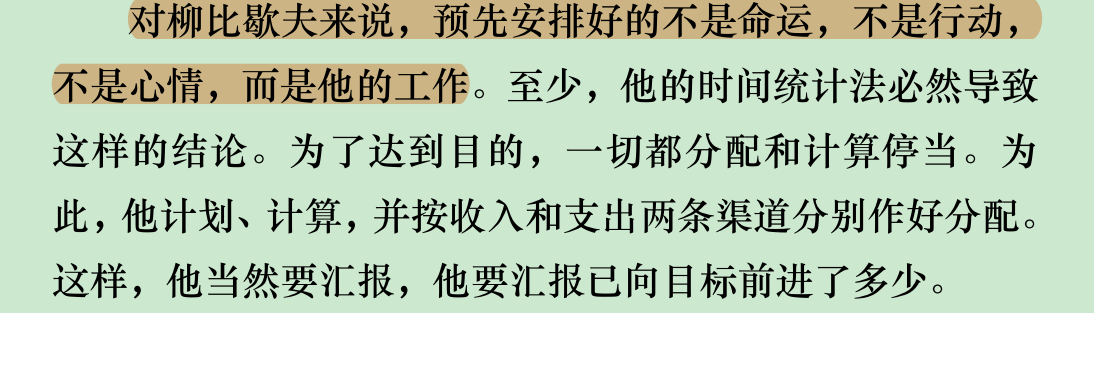 对柳比歇夫来说，预先安排好的不是命运，不是行动，
不是心情，而是他的工作。至少，他的时间统计法必然导致
这样的结论。为了达到目的，一切都分配和计算停当。为
此，他计划、计算，并按收入和支出两条渠道分别作好分配。
这样，他当然要汇报，他要汇报已向目标前进了多少。